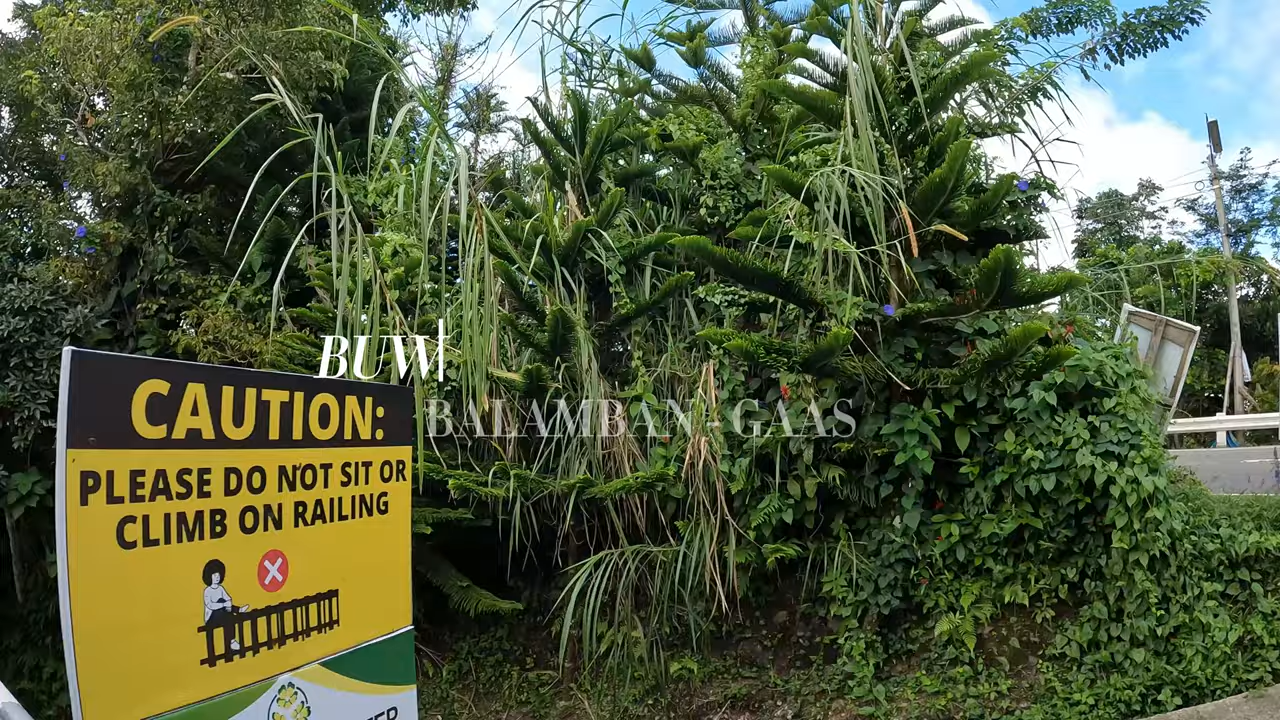 BUW
BALAMBAN-GAAS
CAUTION:
PLEASE DO NOT SIT OR
CLIMB ON RAILING